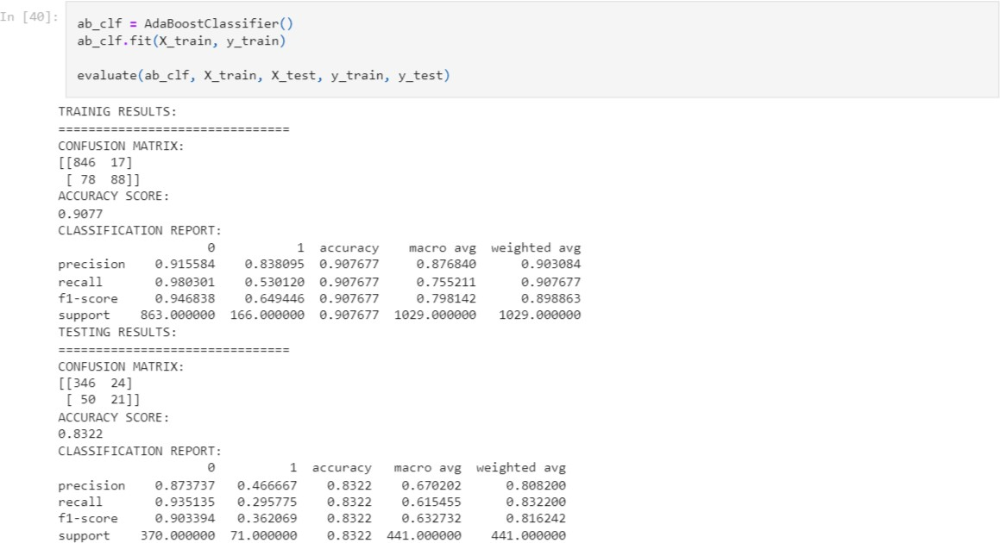 In [40]:
ab_clf = AdaBoostClassifier()
ab_clf.fit(X_train, y_train)
evaluate(ab_clf, X_train, X_test, y_train, y_test)
TRAINIG RESULTS:
===============================
CONFUSION MATRIX:
[[846  17]
 [ 78  88]]
ACCURACY SCORE:
0.9077
CLASSIFICATION REPORT:
                    0           1  accuracy    macro avg  weighted avg
precision    0.915584    0.838095  0.907677     0.876840      0.903084
recall       0.980301    0.530120  0.907677     0.755211      0.907677
f1-score     0.946838    0.649446  0.907677     0.798142      0.898863
support    863.000000  166.000000  0.907677  1029.000000   1029.000000
TESTING RESULTS:
===============================
CONFUSION MATRIX:
[[346  24]
 [ 50  21]]
ACCURACY SCORE:
0.8322
CLASSIFICATION REPORT:
                    0          1  accuracy   macro avg  weighted avg
precision    0.873737   0.466667    0.8322    0.670202      0.808200
recall       0.935135   0.295775    0.8322    0.615455      0.832200
f1-score     0.903394   0.362069    0.8322    0.632732      0.816242
support    370.000000  71.000000    0.8322  441.000000    441.000000